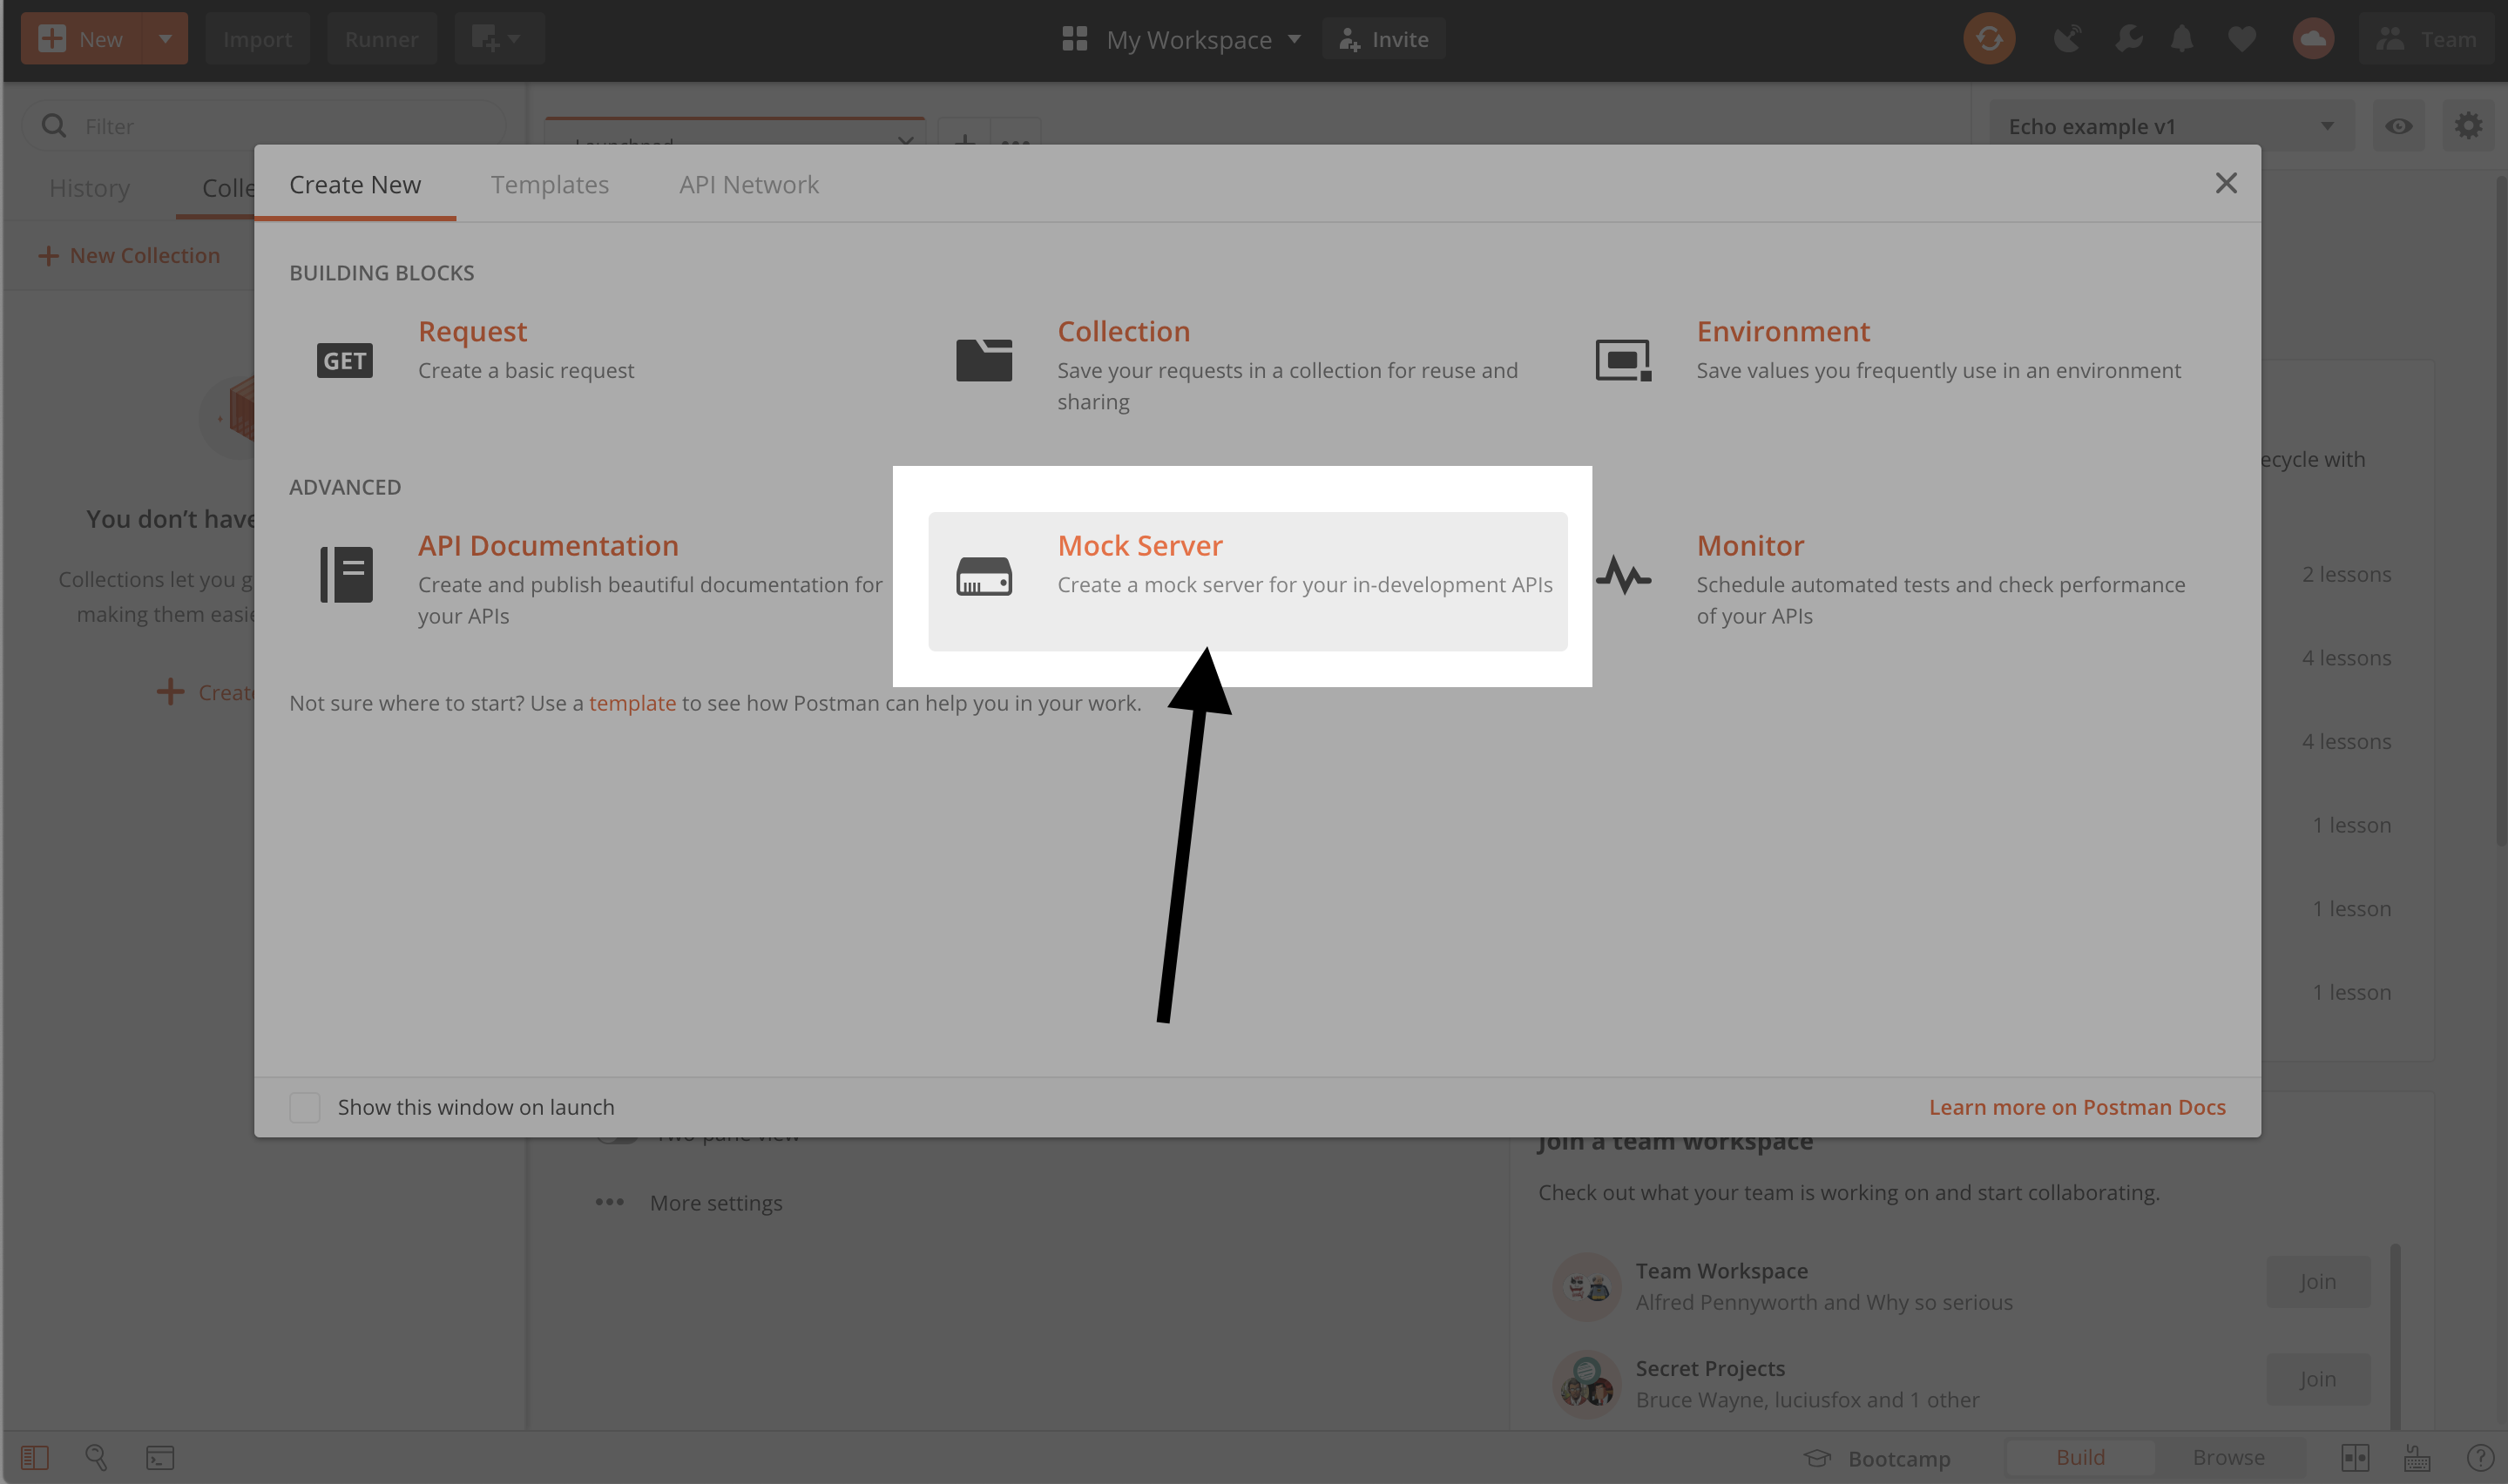 New
Import
Runner
My Workspace
Invite
Team
Filter
Launchpad
Echo example v1
History
Colle
Create New
Templates
API Network
New Collection
BUILDING BLOCKS
GET
Request
Create a basic request
Collection
Save your requests in a collection for reuse and
sharing
Environment
Save values you frequently use in an environment
ecycle with
ADVANCED
You don’t have
Collections let you g
making them easie
Create
API Documentation
Create and publish beautiful documentation for
your APIs
Mock Server
Create a mock server for your in-development APIs
Monitor
Schedule automated tests and check performance
of your APIs
2 lessons
4 lessons
4 lessons
1 lesson
1 lesson
1 lesson
Not sure where to start? Use a template to see how Postman can help you in your work.
Show this window on launch
Learn more on Postman Docs
Two-pane view
More settings
Join a team workspace
Check out what your team is working on and start collaborating.
Team Workspace
Alfred Pennyworth and Why so serious
Join
Secret Projects
Bruce Wayne, luciusfox and 1 other
Join
Bootcamp
Build
Browse